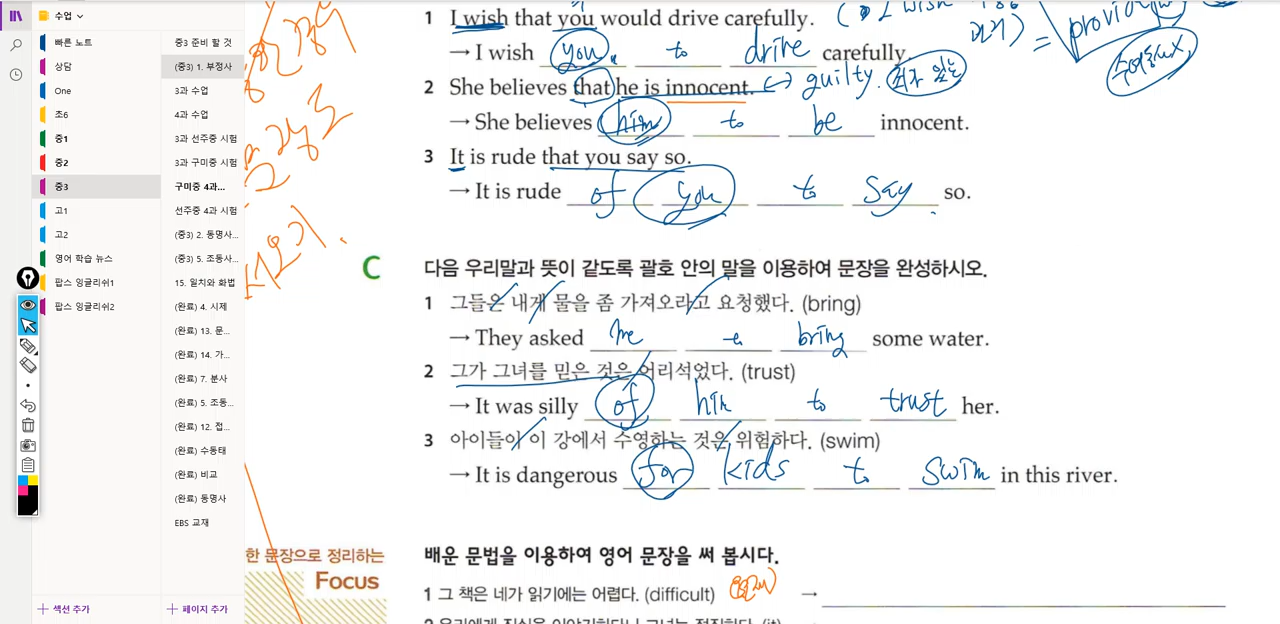 수업
빠른 노트
상담
One
초6
중1
중2
중3
고1
고2
영어 학습 뉴스
팝스 잉글리쉬1
팝스 잉글리쉬2
섹션 추가
중3 준비 할 것
(중3) 1. 부정사
3과 수업
4과 수업
3과 선주중 시험
3과 구미중 시험
구미중 4과...
선주중 4과 시험
(중3) 2. 동명사...
(중3) 5. 조동사...
15. 일치와 화법
(완료) 4. 시제
(완료) 13. 문...
(완료) 14. 가...
(완료) 7. 분사
(완료) 5. 조동...
(완료) 12. 접...
(완료) 수동태
(완료) 비교
(완료) 동명사
EBS 교재
페이지 추가
1 I wish that you would drive carefully. I wish
→ I wish you to drive carefully. =
2 She believes that he is innocent. ↔ guilty. 죄가 있는
→ She believes him to be innocent.
3 It is rude that you say so.
→ It is rude of you to say so.
C 다음 우리말과 뜻이 같도록 괄호 안의 말을 이용하여 문장을 완성하시오.
1 그들은 내게 물을 좀 가져오라고 요청했다. (bring)
→ They asked me to bring some water.
2 그가 그녀를 믿은 것은 어리석었다. (trust)
→ It was silly of him to trust her.
3 아이들이 이 강에서 수영하는 것은 위험하다. (swim)
→ It is dangerous for kids to swim in this river.
한 문장으로 정리하는
Focus
배운 문법을 이용하여 영어 문장을 써 봅시다.
1 그 책은 네가 읽기에는 어렵다. (difficult) →